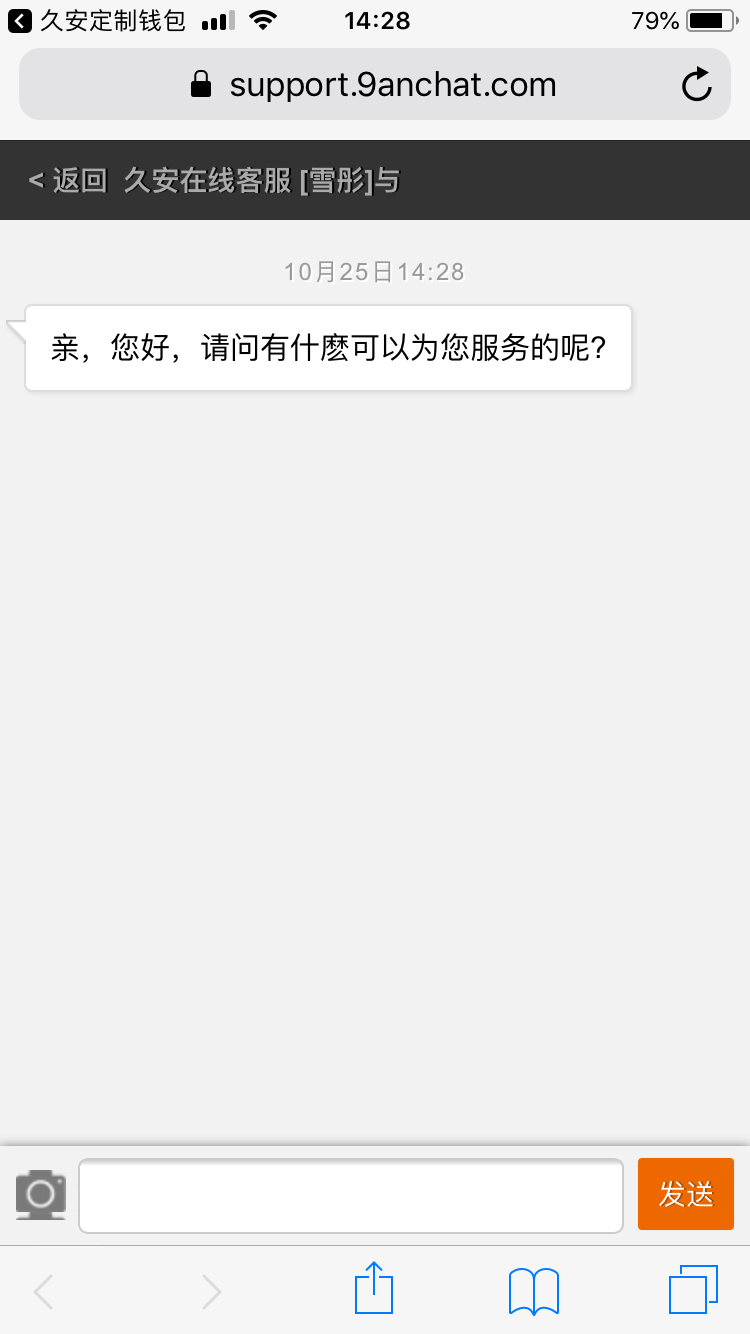 久安定制钱包 14:28 79%
support.9anchat.com
< 返回 久安在线客服 [雪彤]与
10月25日14:28
亲，您好，请问有什麽可以为您服务的呢?
发送